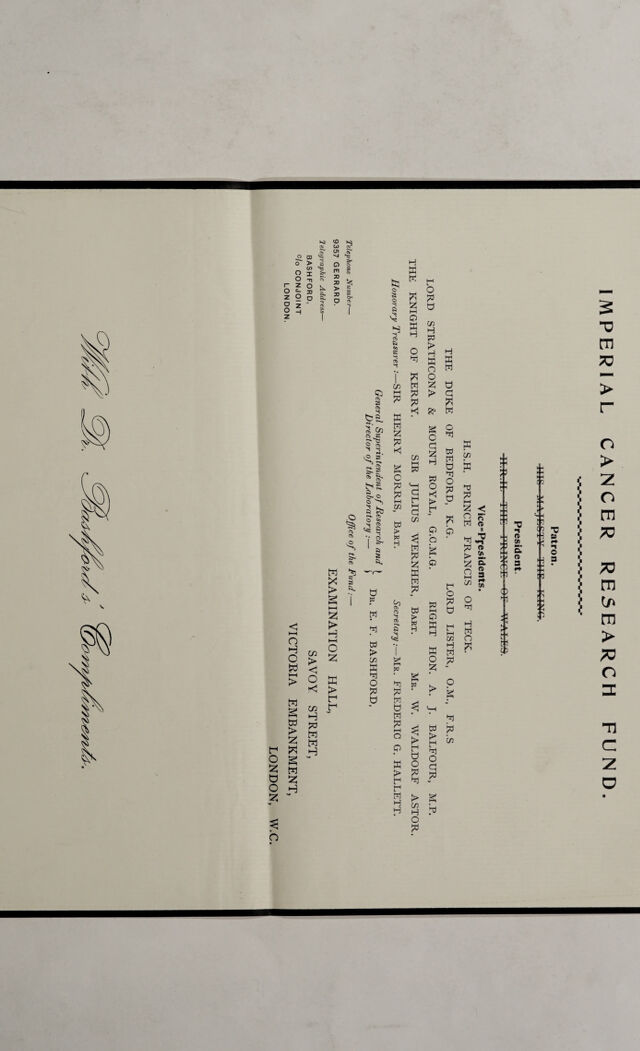 IMPERIAL CANCER RESEARCH FUND.
Patron.
HIS MAJESTY THE KING.
President.
H.R.H. THE PRINCE OF WALES.
Vice-Presidents.
H.S.H. PRINCE FRANCIS OF TECK.
THE DUKE OF BEDFORD, K.G. LORD LISTER, O.M., F.R.S
LORD STRATHCONA & MOUNT ROYAL, G.C.M.G. RIGHT HON. A. J. BALFOUR, M.P.
THE KNIGHT OF KERRY. SIR JULIUS WERNHER, BART. MR. W. WALDORF ASTOR.
Honorary Treasurer:—SIR HENRY MORRIS, BART. Secretary:—MR. FREDERIC G. HALLETT.
General Superintendent of Research and
Director of the Laboratory:— } DR. E. F. BASHFORD,
Telephone Number—
9357 GERRARD.
Telegraphic Address—
BASHFORD,
c/o CONJOINT
LONDON.
Office of the Fund:—
EXAMINATION HALL,
SAVOY STREET,
VICTORIA EMBANKMENT,
LONDON, W.C.
With Dr. Bashford's Compliments.